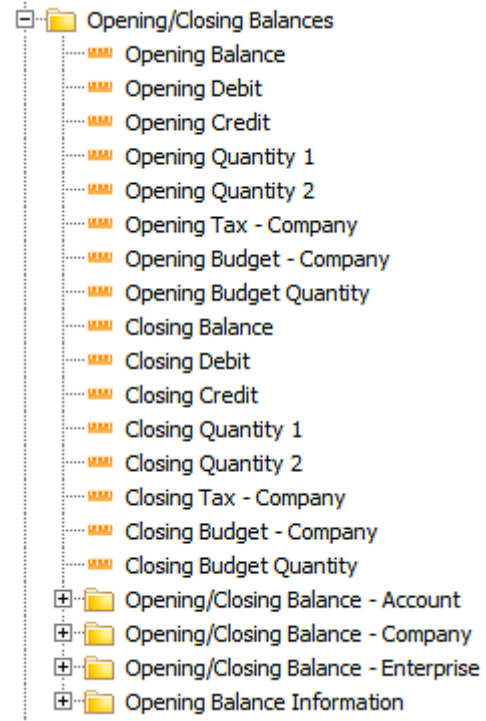 Opening/Closing Balances
Opening Balance
Opening Debit
Opening Credit
Opening Quantity 1
Opening Quantity 2
Opening Tax - Company
Opening Budget - Company
Opening Budget Quantity
Closing Balance
Closing Debit
Closing Credit
Closing Quantity 1
Closing Quantity 2
Closing Tax - Company
Closing Budget - Company
Closing Budget Quantity
Opening/Closing Balance - Account
Opening/Closing Balance - Company
Opening/Closing Balance - Enterprise
Opening Balance Information